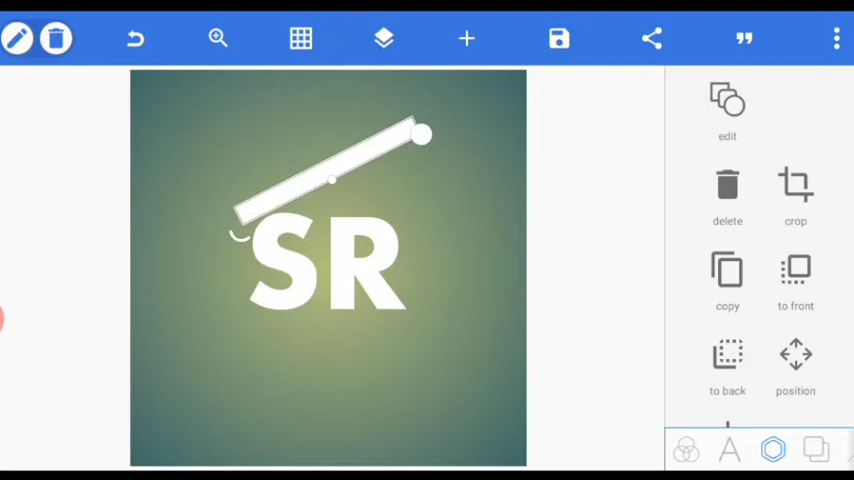 SR
edit
delete
crop
copy
to front
to back
position